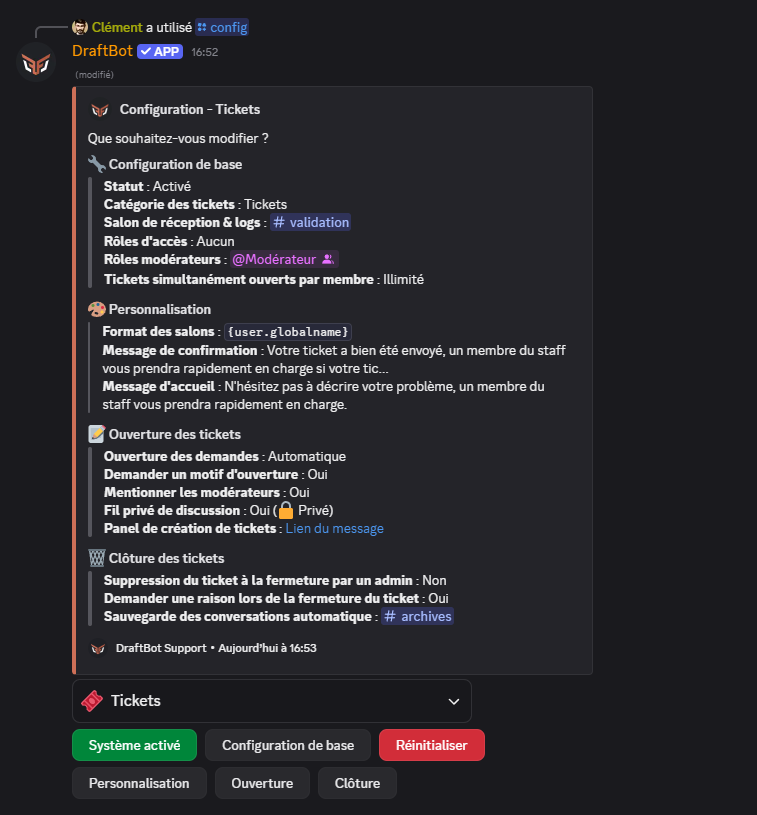 Clément a utilisé config
DraftBot APP 16:52
(modifié)
Configuration - Tickets
Que souhaitez-vous modifier ?
Configuration de base
Statut : Activé
Catégorie des tickets : Tickets
Salon de réception & logs : # validation
Rôles d'accès : Aucun
Rôles modérateurs : @Modérateur
Tickets simultanément ouverts par membre : Illimité
Personnalisation
Format des salons : {user.globalname}
Message de confirmation : Votre ticket a bien été envoyé, un membre du staff
vous prendra rapidement en charge si votre tic...
Message d'accueil : N'hésitez pas à décrire votre problème, un membre du
staff vous prendra rapidement en charge.
Ouverture des tickets
Ouverture des demandes : Automatique
Demander un motif d'ouverture : Oui
Mentionner les modérateurs : Oui
Fil privé de discussion : Oui (🔒 Privé)
Panel de création de tickets : Lien du message
Clôture des tickets
Suppression du ticket à la fermeture par un admin : Non
Demander une raison lors de la fermeture du ticket : Oui
Sauvegarde des conversations automatique : # archives
DraftBot Support • Aujourd'hui à 16:53
Tickets
Système activé Configuration de base Réinitialiser
Personnalisation Ouverture Clôture